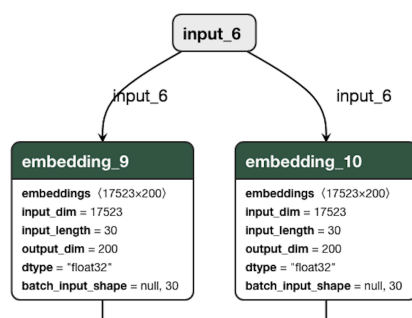 input_6
input_6
input_6
embedding_9
embeddings 〈17523×200〉
input_dim = 17523
input_length = 30
output_dim = 200
dtype = "float32"
batch_input_shape = null, 30
embedding_10
embeddings 〈17523×200〉
input_dim = 17523
input_length = 30
output_dim = 200
dtype = "float32"
batch_input_shape = null, 30